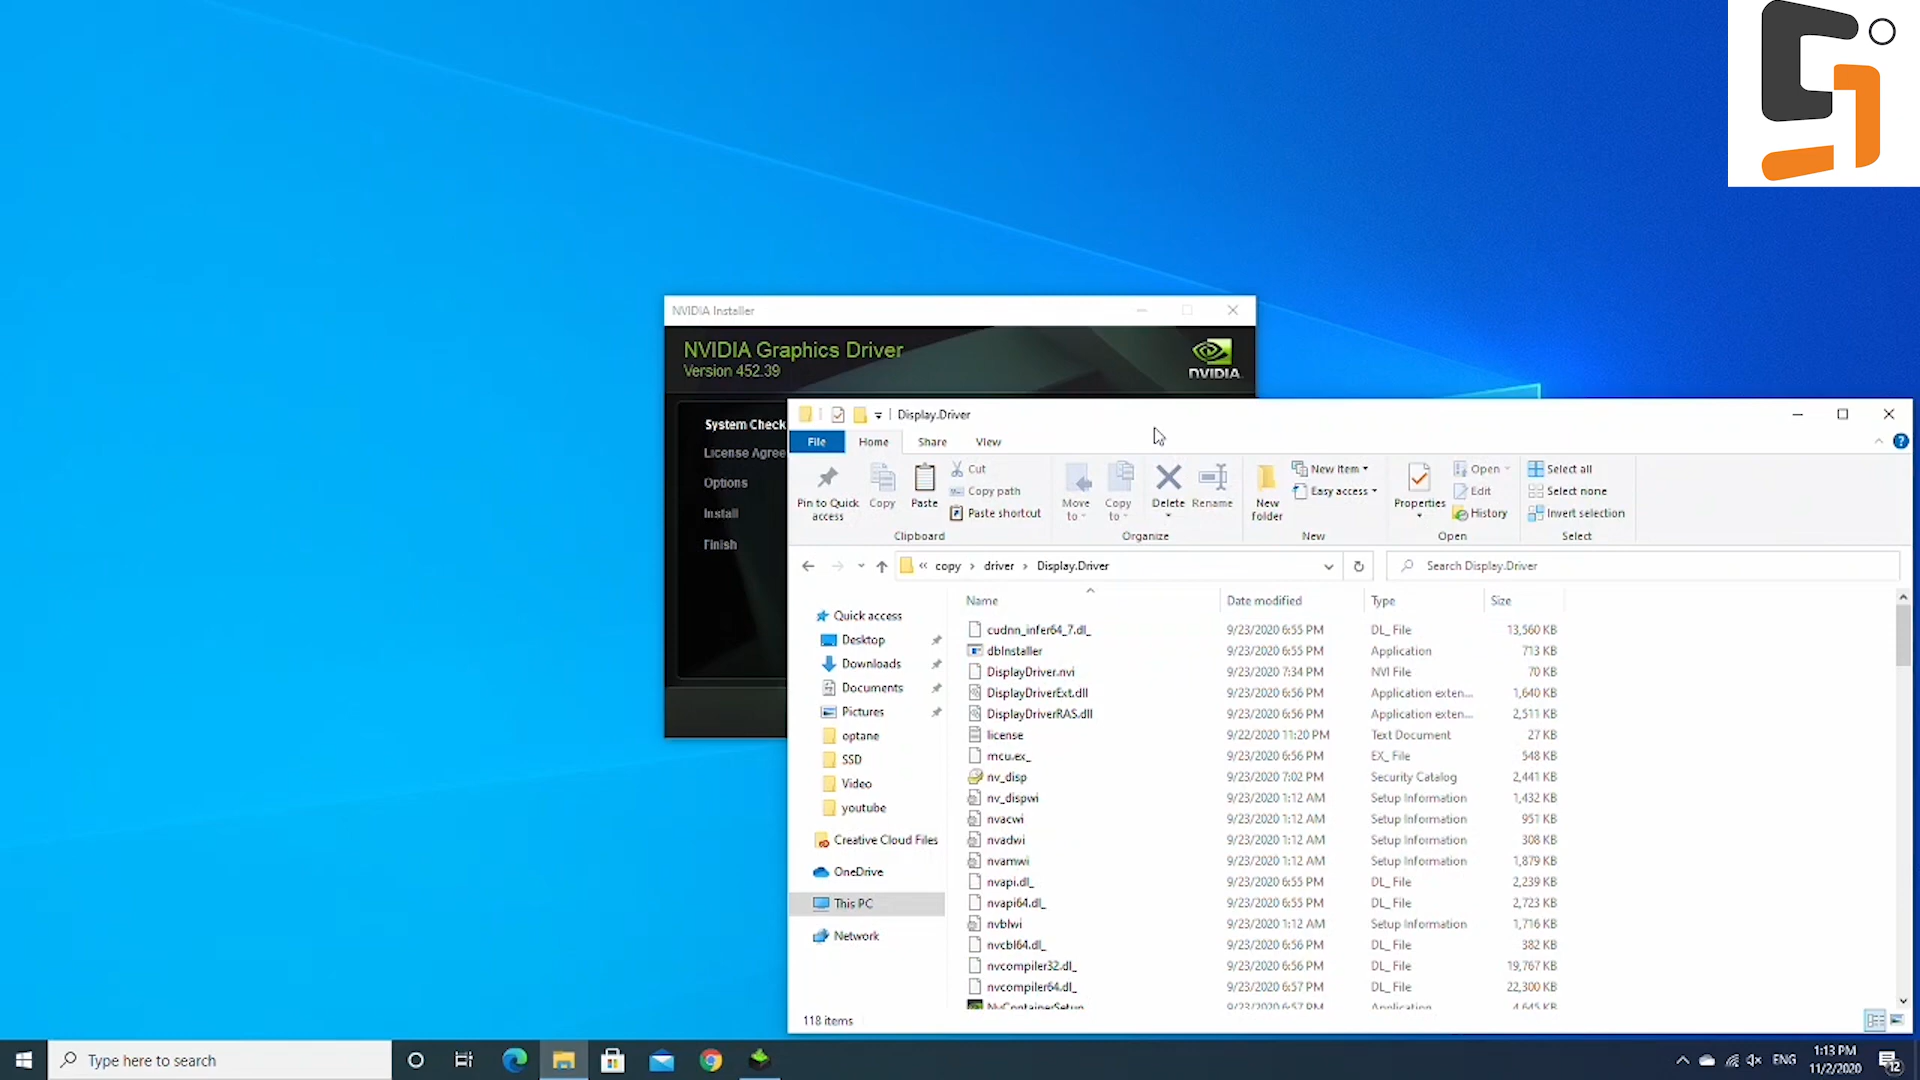 NVIDIA Installer
NVIDIA Graphics Driver
Version 452.39
NVIDIA
System Check
License Agree
Options
Install
Finish
Display.Driver
File Home Share View
Pin to Quick access
Copy
Paste
Cut
Copy path
Paste shortcut
Clipboard
Move to
Copy to
Delete
Rename
Organize
New folder
New item
Easy access
New
Properties
Open
Edit
History
Open
Select all
Select none
Invert selection
Select
« copy › driver › Display.Driver
Search Display.Driver
Quick access
Desktop
Downloads
Documents
Pictures
optane
SSD
Video
youtube
Creative Cloud Files
OneDrive
This PC
Network
Name Date modified Type Size
cudnn_infer64_7.dl_ 9/23/2020 6:55 PM DL_ File 13,560 KB
dbInstaller 9/23/2020 6:55 PM Application 713 KB
DisplayDriver.nvi 9/23/2020 7:34 PM NVI File 70 KB
DisplayDriverExt.dll 9/23/2020 6:56 PM Application exten... 1,640 KB
DisplayDriverRAS.dll 9/23/2020 6:56 PM Application exten... 2,511 KB
license 9/22/2020 11:20 PM Text Document 27 KB
mcu.ex_ 9/23/2020 6:56 PM EX_ File 548 KB
nv_disp 9/23/2020 7:02 PM Security Catalog 2,441 KB
nv_dispwi 9/23/2020 1:12 AM Setup Information 1,432 KB
nvacwi 9/23/2020 1:12 AM Setup Information 951 KB
nvadwi 9/23/2020 1:12 AM Setup Information 308 KB
nvamwi 9/23/2020 1:12 AM Setup Information 1,879 KB
nvapi.dl_ 9/23/2020 6:55 PM DL_ File 2,239 KB
nvapi64.dl_ 9/23/2020 6:55 PM DL_ File 2,723 KB
nvblwi 9/23/2020 1:12 AM Setup Information 1,716 KB
nvcbl64.dl_ 9/23/2020 6:56 PM DL_ File 382 KB
nvcompiler32.dl_ 9/23/2020 6:56 PM DL_ File 19,767 KB
nvcompiler64.dl_ 9/23/2020 6:57 PM DL_ File 22,300 KB
NvContainerSetup 9/23/2020 6:57 PM Application 4,645 KB
118 items
Type here to search
ENG
1:13 PM
11/2/2020
12